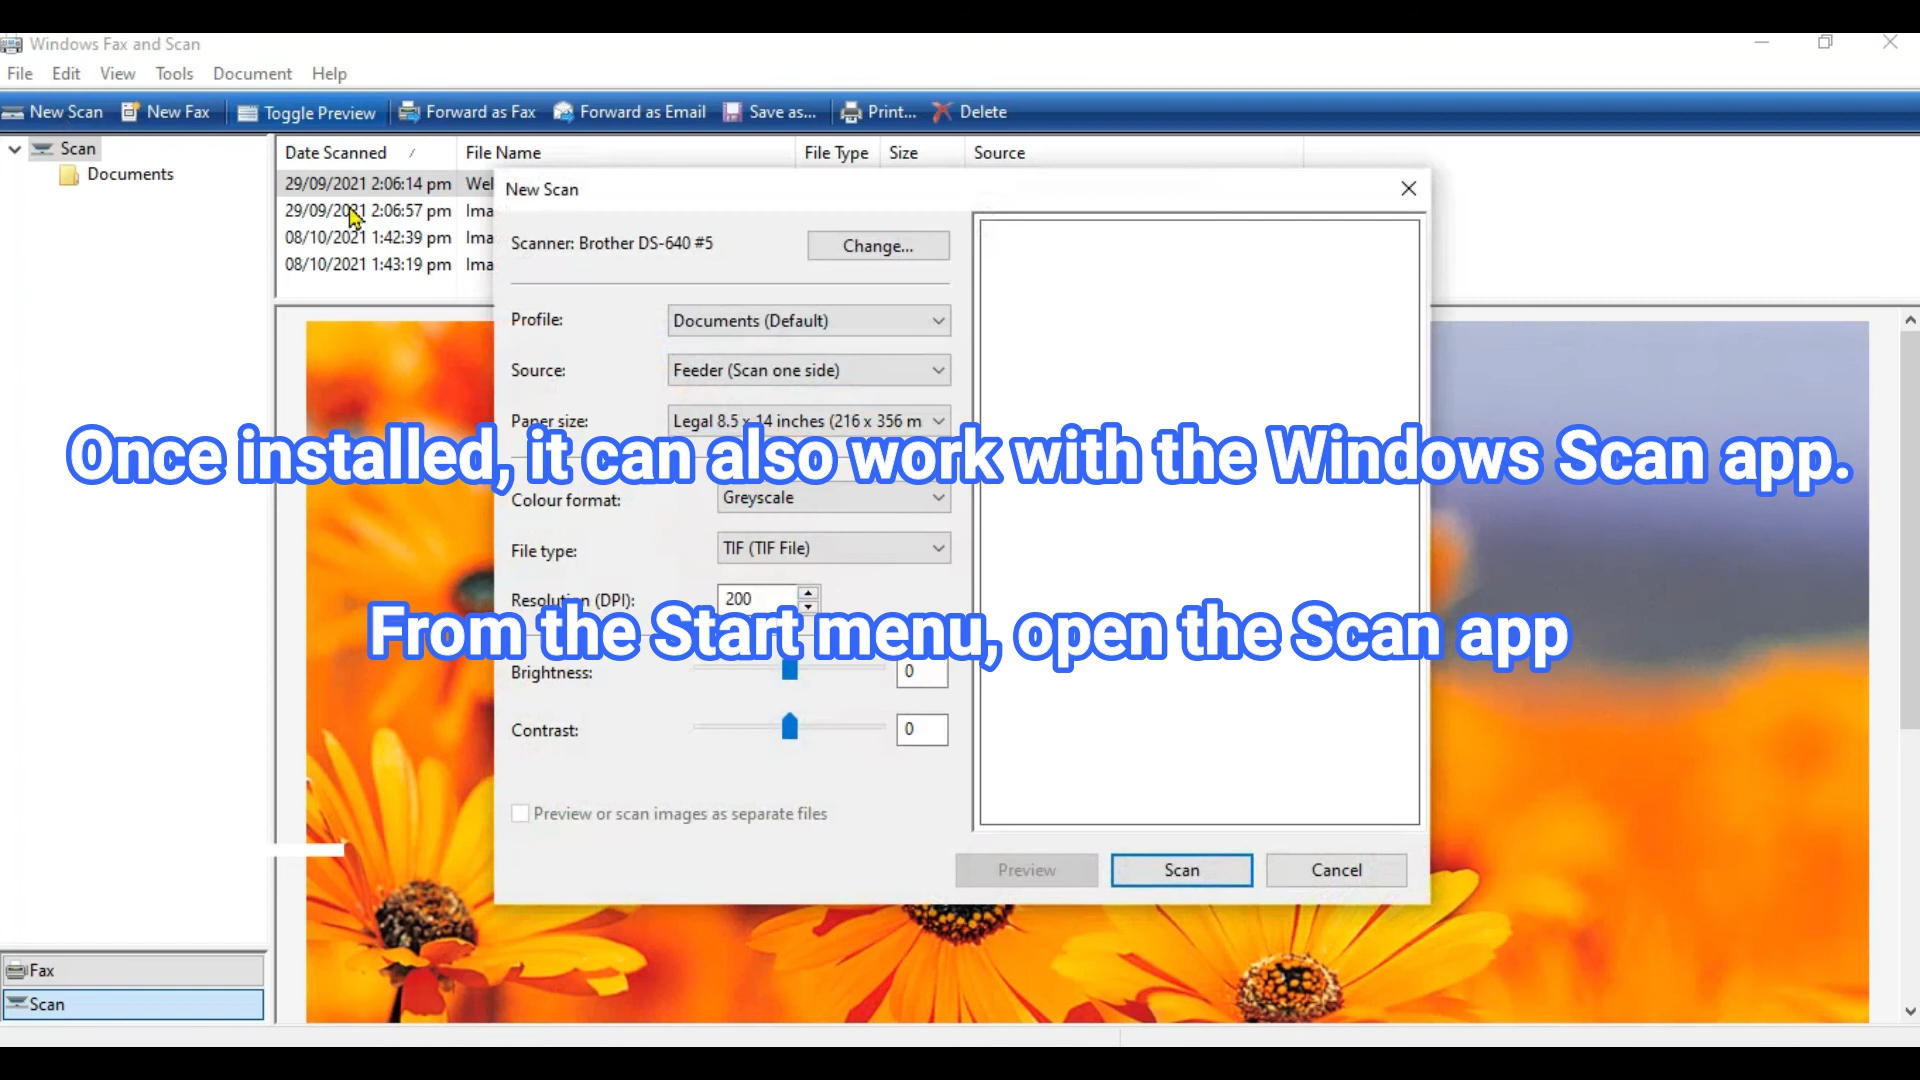 Windows Fax and Scan
File Edit View Tools Document Help
New Scan New Fax Toggle Preview Forward as Fax Forward as Email Save as... Print... Delete
Scan
Documents
Date Scanned File Name File Type Size Source
29/09/2021 2:06:14 pm Wel
29/09/2021 2:06:57 pm Ima
08/10/2021 1:42:39 pm Ima
08/10/2021 1:43:19 pm Ima
New Scan
Scanner: Brother DS-640 #5 Change...
Profile: Documents (Default)
Source: Feeder (Scan one side)
Paper size: Legal 8.5 x 14 inches (216 x 356 m
Once installed, it can also work with the Windows Scan app.
Colour format: Greyscale
File type: TIF (TIF File)
Resolution (DPI): 200
From the Start menu, open the Scan app
Brightness: 0
Contrast: 0
Preview or scan images as separate files
Preview Scan Cancel
Fax
Scan